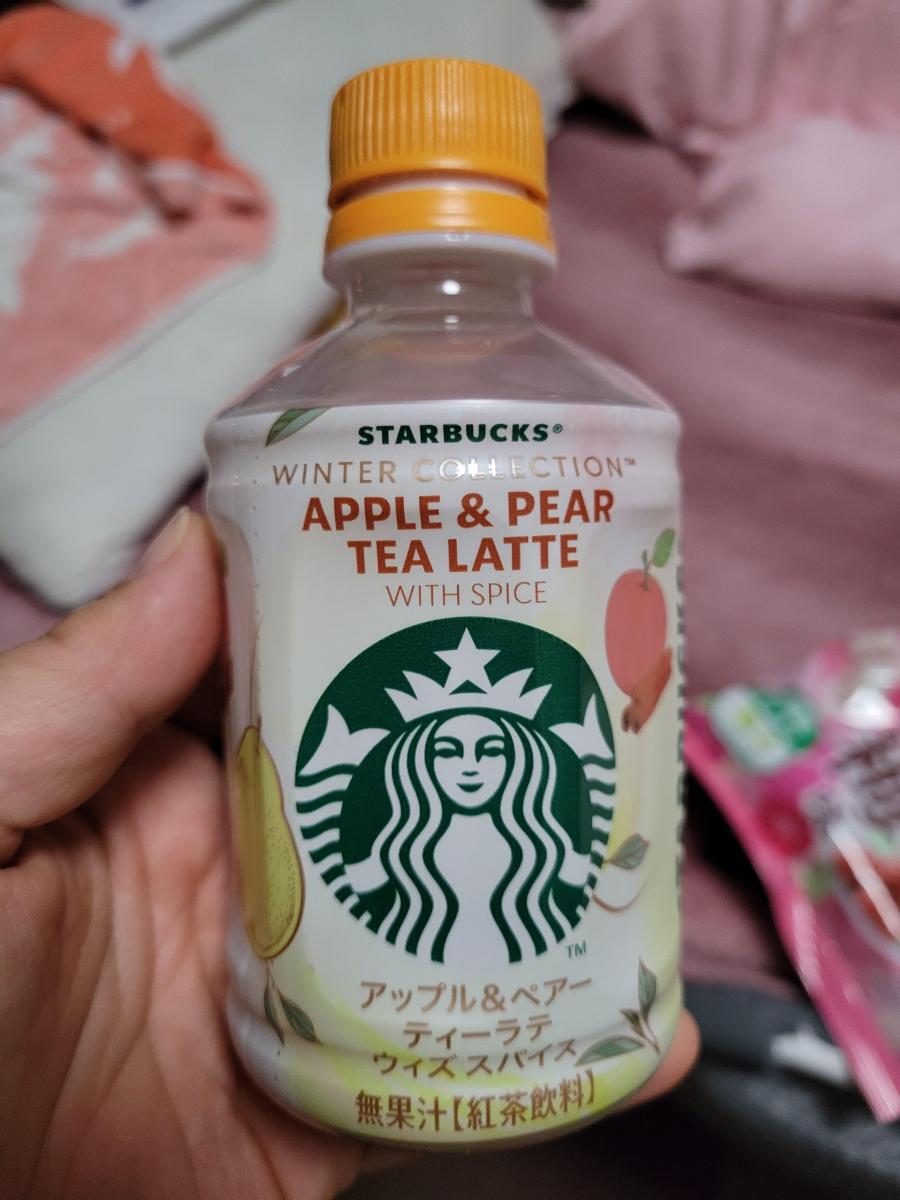 STARBUCKS®
WINTER COLLECTION™
APPLE & PEAR
TEA LATTE
WITH SPICE
TM
アップル&ペアー
ティーラテ
ウィズ スパイス
無果汁【紅茶飲料】